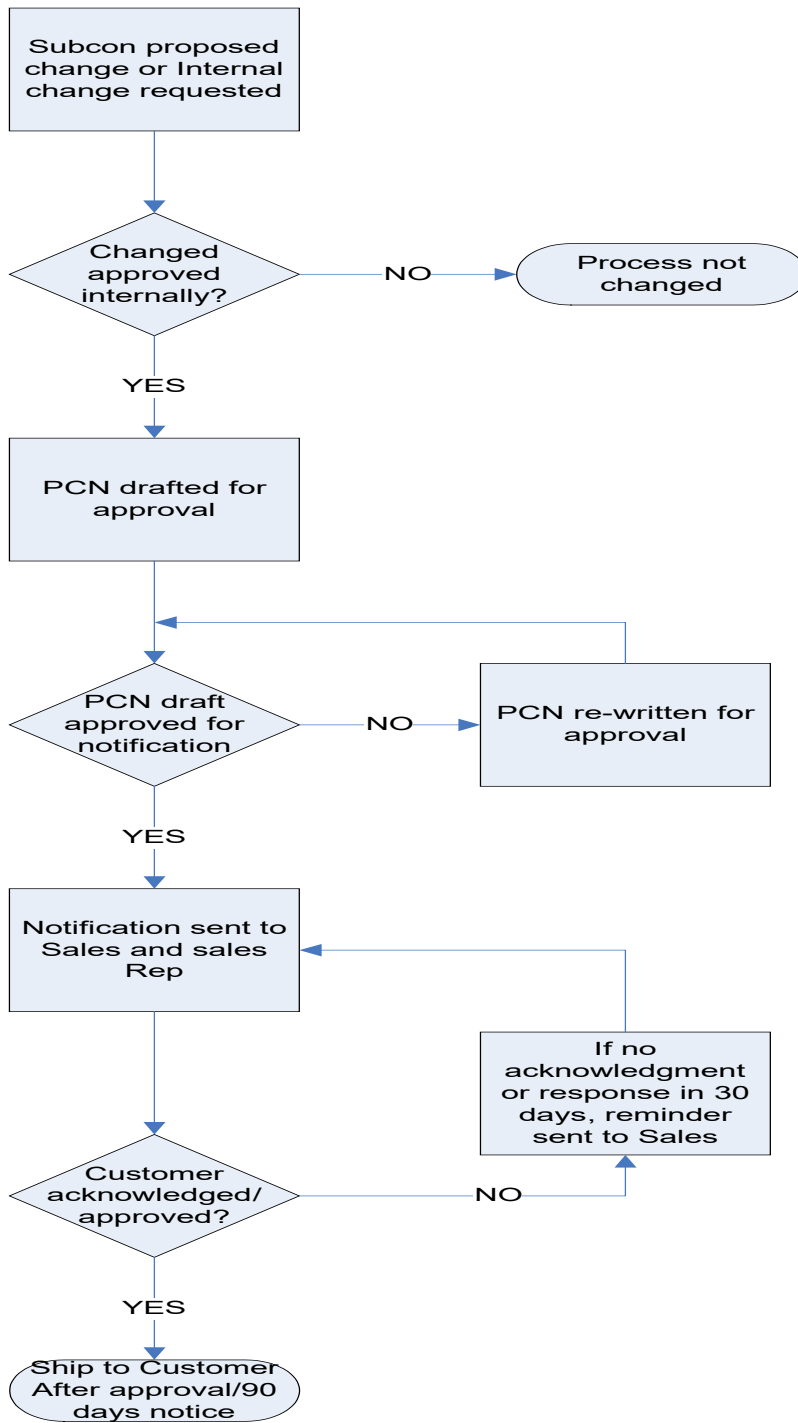 Subcon proposed
change or Internal
change requested
Changed
approved
internally?
NO
Process not
changed
YES
PCN drafted for
approval
PCN draft
approved for
notification
NO
PCN re-written for
approval
YES
Notification sent to
Sales and sales
Rep
If no
acknowledgment
or response in 30
days, reminder
sent to Sales
Customer
acknowledged/
approved?
NO
YES
Ship to Customer
After approval/90
days notice